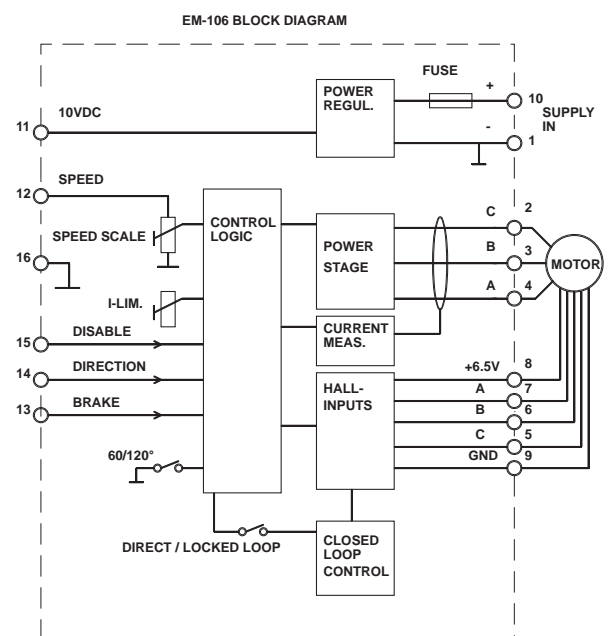 EM-106 BLOCK DIAGRAM
FUSE
POWER
REGUL.
+
10
SUPPLY
IN
-
1
11
10VDC
12
SPEED
SPEED SCALE
CONTROL
LOGIC
16
I-LIM.
POWER
STAGE
C
2
B
3
A
4
MOTOR
CURRENT
MEAS.
15
DISABLE
14
DIRECTION
13
BRAKE
HALL-
INPUTS
+6.5V
8
A
7
B
6
C
5
GND
9
60/120°
DIRECT / LOCKED LOOP
CLOSED
LOOP
CONTROL